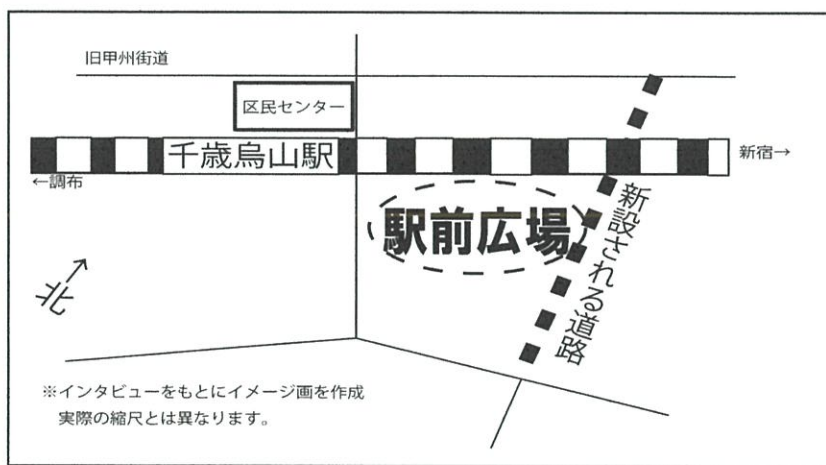 旧甲州街道
区民センター
千歳烏山駅
新宿→
←調布
駅前広場
新設される道路
北
※インタビューをもとにイメージ画を作成
実際の縮尺とは異なります。